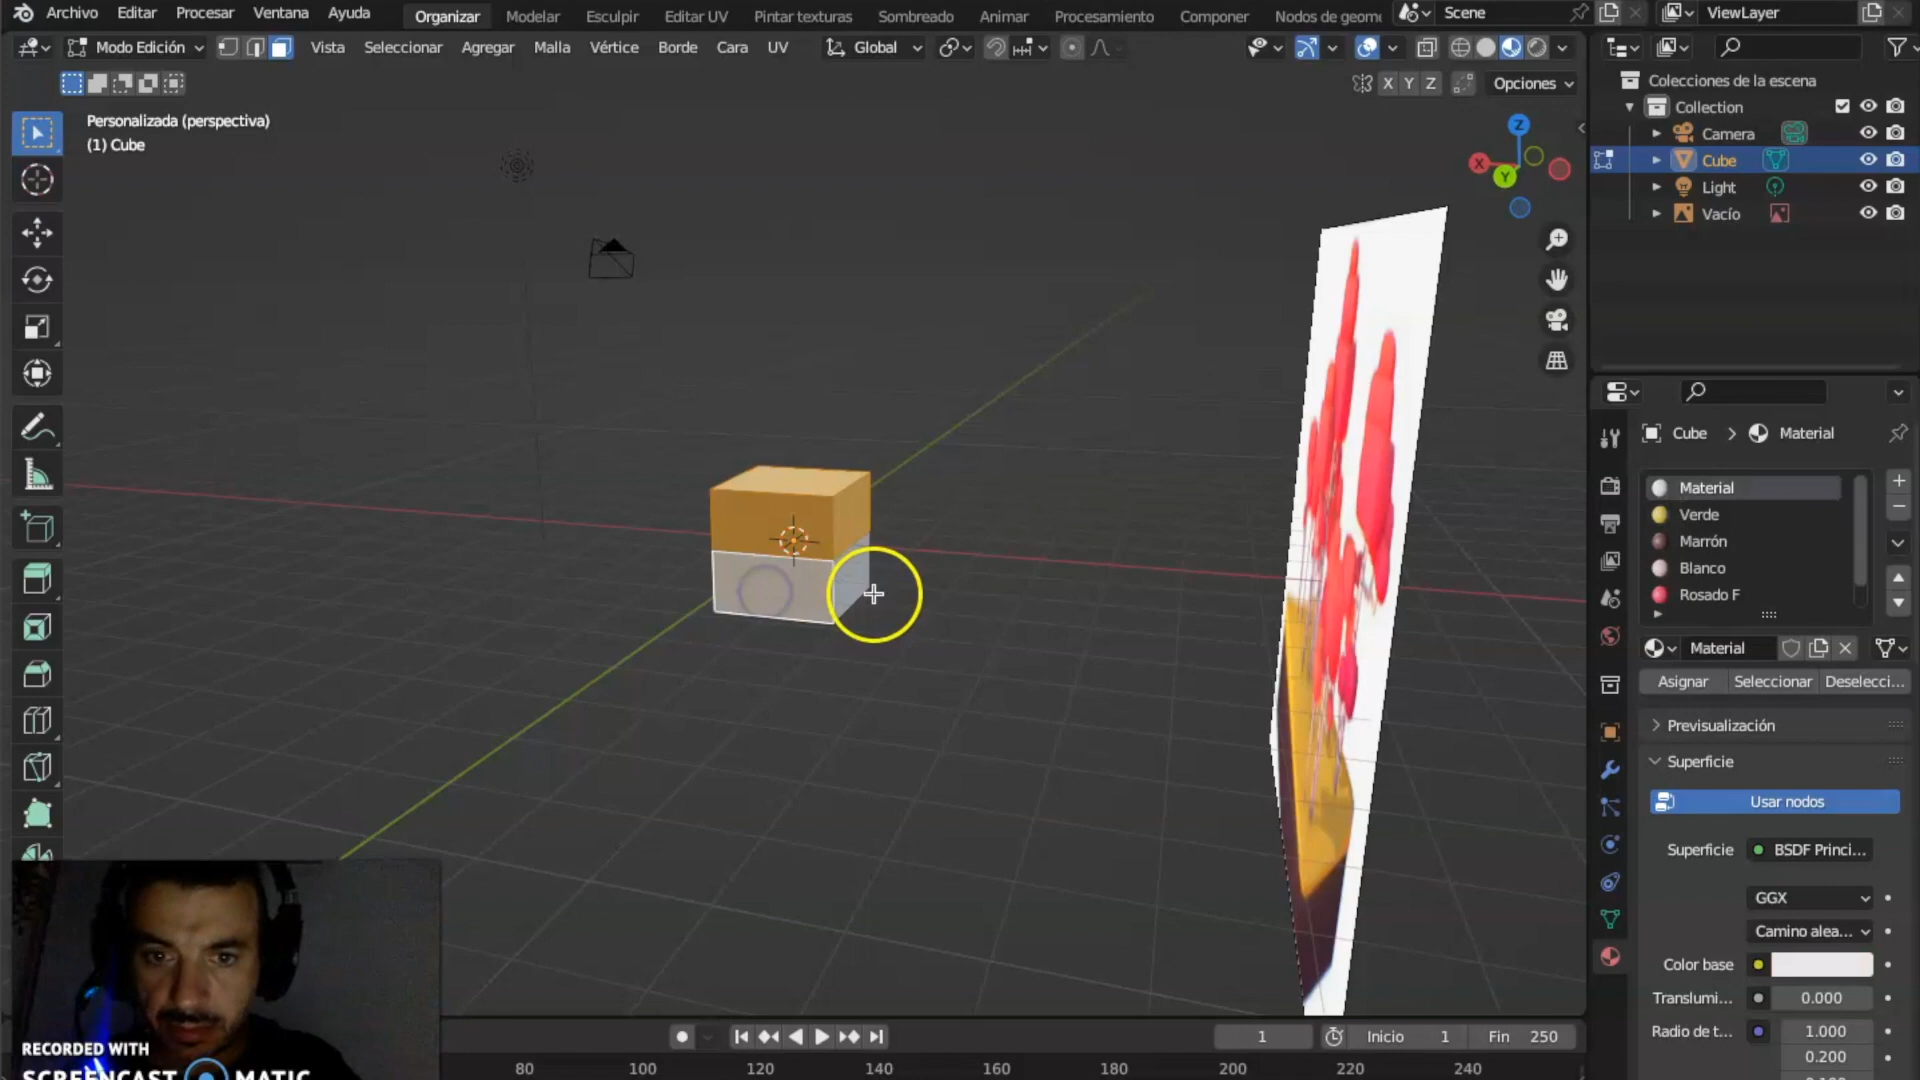 Archivo Editar Procesar Ventana Ayuda Organizar Modelar Esculpir Editar UV Pintar texturas Sombreado Animar Procesamiento Componer Nodos de geom Scene ViewLayer
Modo Edición Vista Seleccionar Agregar Malla Vértice Borde Cara UV Global
X Y Z Opciones
Personalizada (perspectiva)
(1) Cube
Z
X
Y
Colecciones de la escena
Collection
Camera
Cube
Light
Vacío
Cube > Material
Material
Verde
Marrón
Blanco
Rosado F
Material
Asignar Seleccionar Deselecci...
Previsualización
Superficie
Usar nodos
Superficie BSDF Princi...
GGX
Camino alea...
Color base
Translumi... 0.000
Radio de t... 1.000
0.200
1 Inicio 1 Fin 250
80 100 120 140 160 180 200 220 240
RECORDED WITH
SCREENCAST MATIC